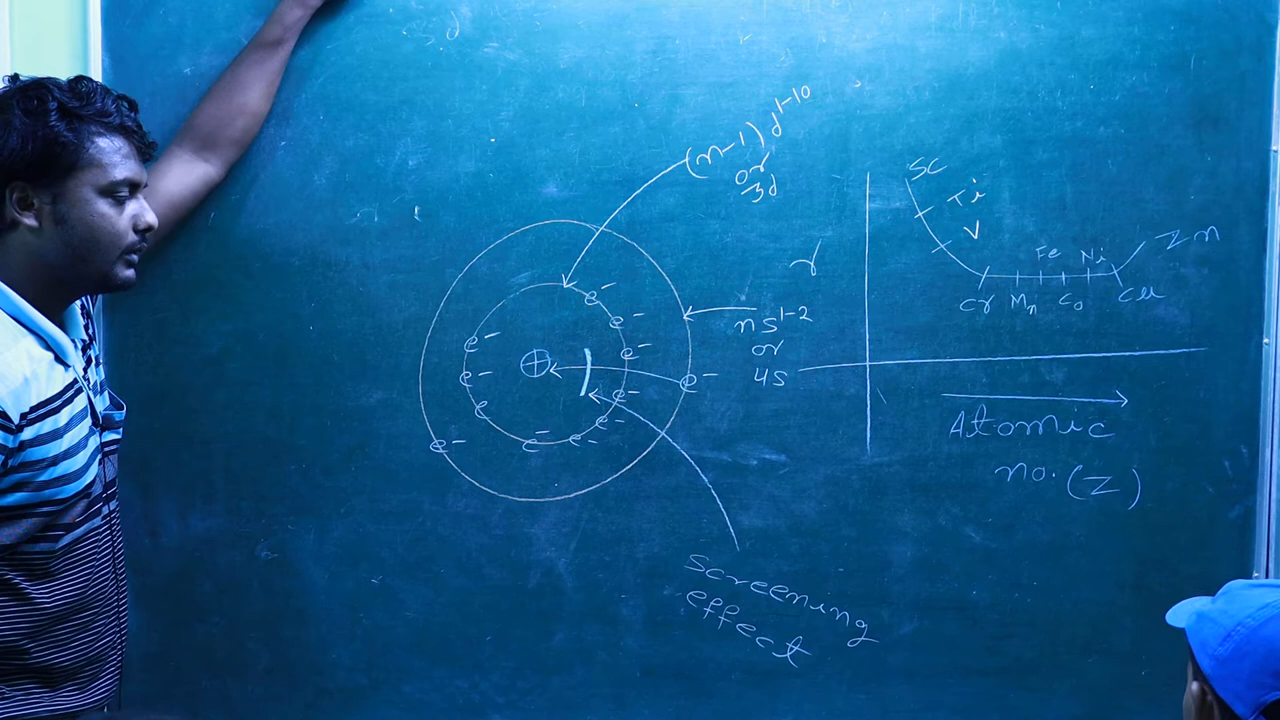 3d
(n-1) d¹⁻¹⁰
or
3d
e⁻
e⁻
e⁻
e⁻
e⁻
e⁻
e⁻
e⁻
e⁻
e
e⁻
e⁻
+
ns¹⁻²
or
4s
Screening
effect
r
Sc
Ti
V
Cr
Mn
Fe
Co
Ni
Cu
Zn
Atomic
no. (Z)